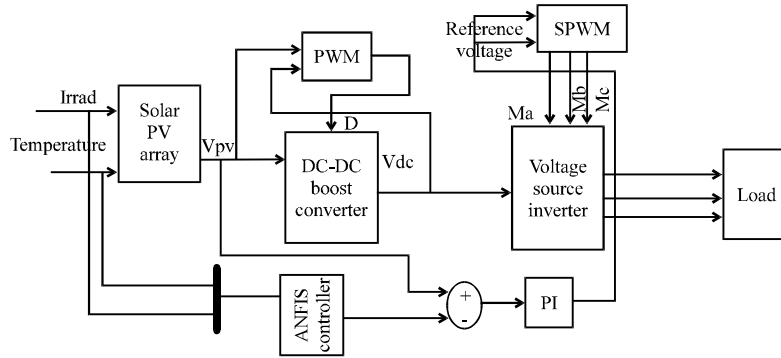 Reference
voltage
SPWM
PWM
Irrad
Solar
PV
array
Temperature
Vpv
D
DC-DC
boost
converter
Vdc
Ma
Mb
Mc
Voltage
source
inverter
Load
ANFIS
controller
+
-
PI